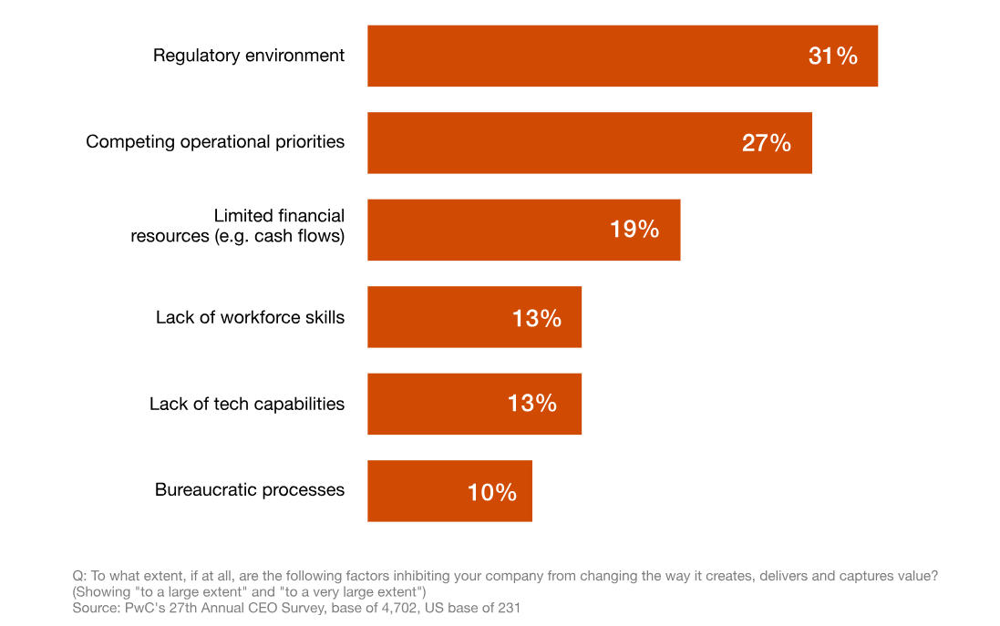 Regulatory environment
31%
Competing operational priorities
27%
Limited financial
resources (e.g. cash flows)
19%
Lack of workforce skills
13%
Lack of tech capabilities
13%
Bureaucratic processes
10%
Q: To what extent, if at all, are the following factors inhibiting your company from changing the way it creates, delivers and captures value?
(Showing "to a large extent" and "to a very large extent")
Source: PwC's 27th Annual CEO Survey, base of 4,702, US base of 231